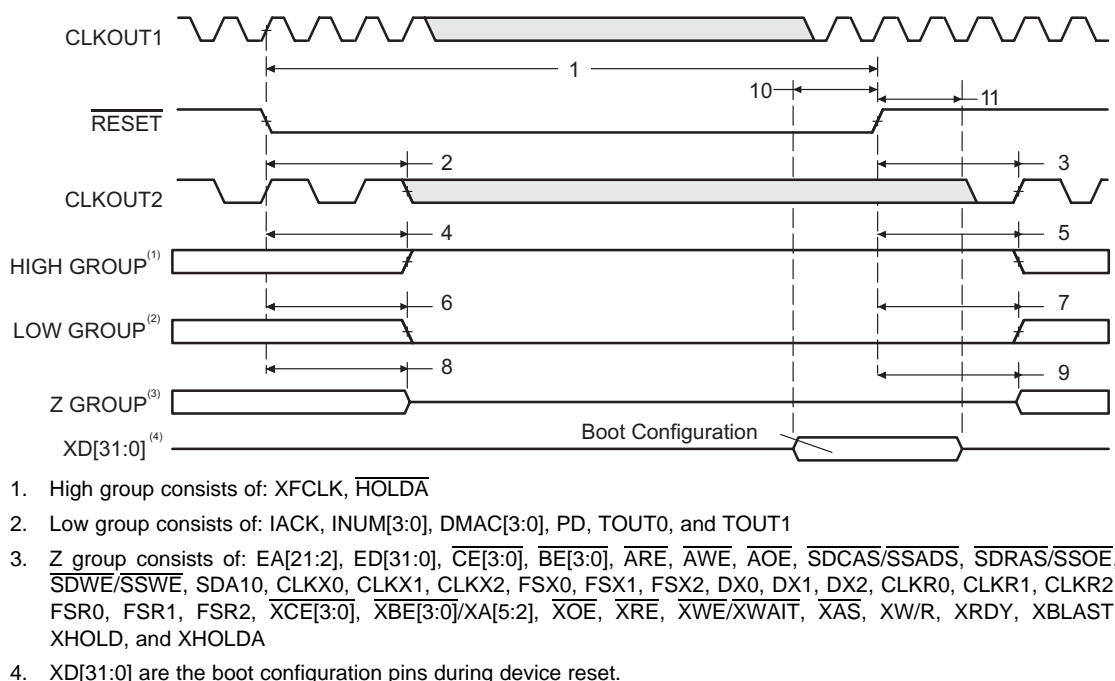 CLKOUT1
1
10
11
RESET
2
3
CLKOUT2
4
5
HIGH GROUP(1)
6
7
LOW GROUP(2)
8
9
Z GROUP(3)
Boot Configuration
XD[31:0](4)
1. High group consists of: XFCLK, HOLDA
2. Low group consists of: IACK, INUM[3:0], DMAC[3:0], PD, TOUT0, and TOUT1
3. Z group consists of: EA[21:2], ED[31:0], CE[3:0], BE[3:0], ARE, AWE, AOE, SDCAS/SSADS, SDRAS/SSOE,
SDWE/SSWE, SDA10, CLKX0, CLKX1, CLKX2, FSX0, FSX1, FSX2, DX0, DX1, DX2, CLKR0, CLKR1, CLKR2
FSR0, FSR1, FSR2, XCE[3:0], XBE[3:0]/XA[5:2], XOE, XRE, XWE/XWAIT, XAS, XW/R, XRDY, XBLAST
XHOLD, and XHOLDA
4. XD[31:0] are the boot configuration pins during device reset.